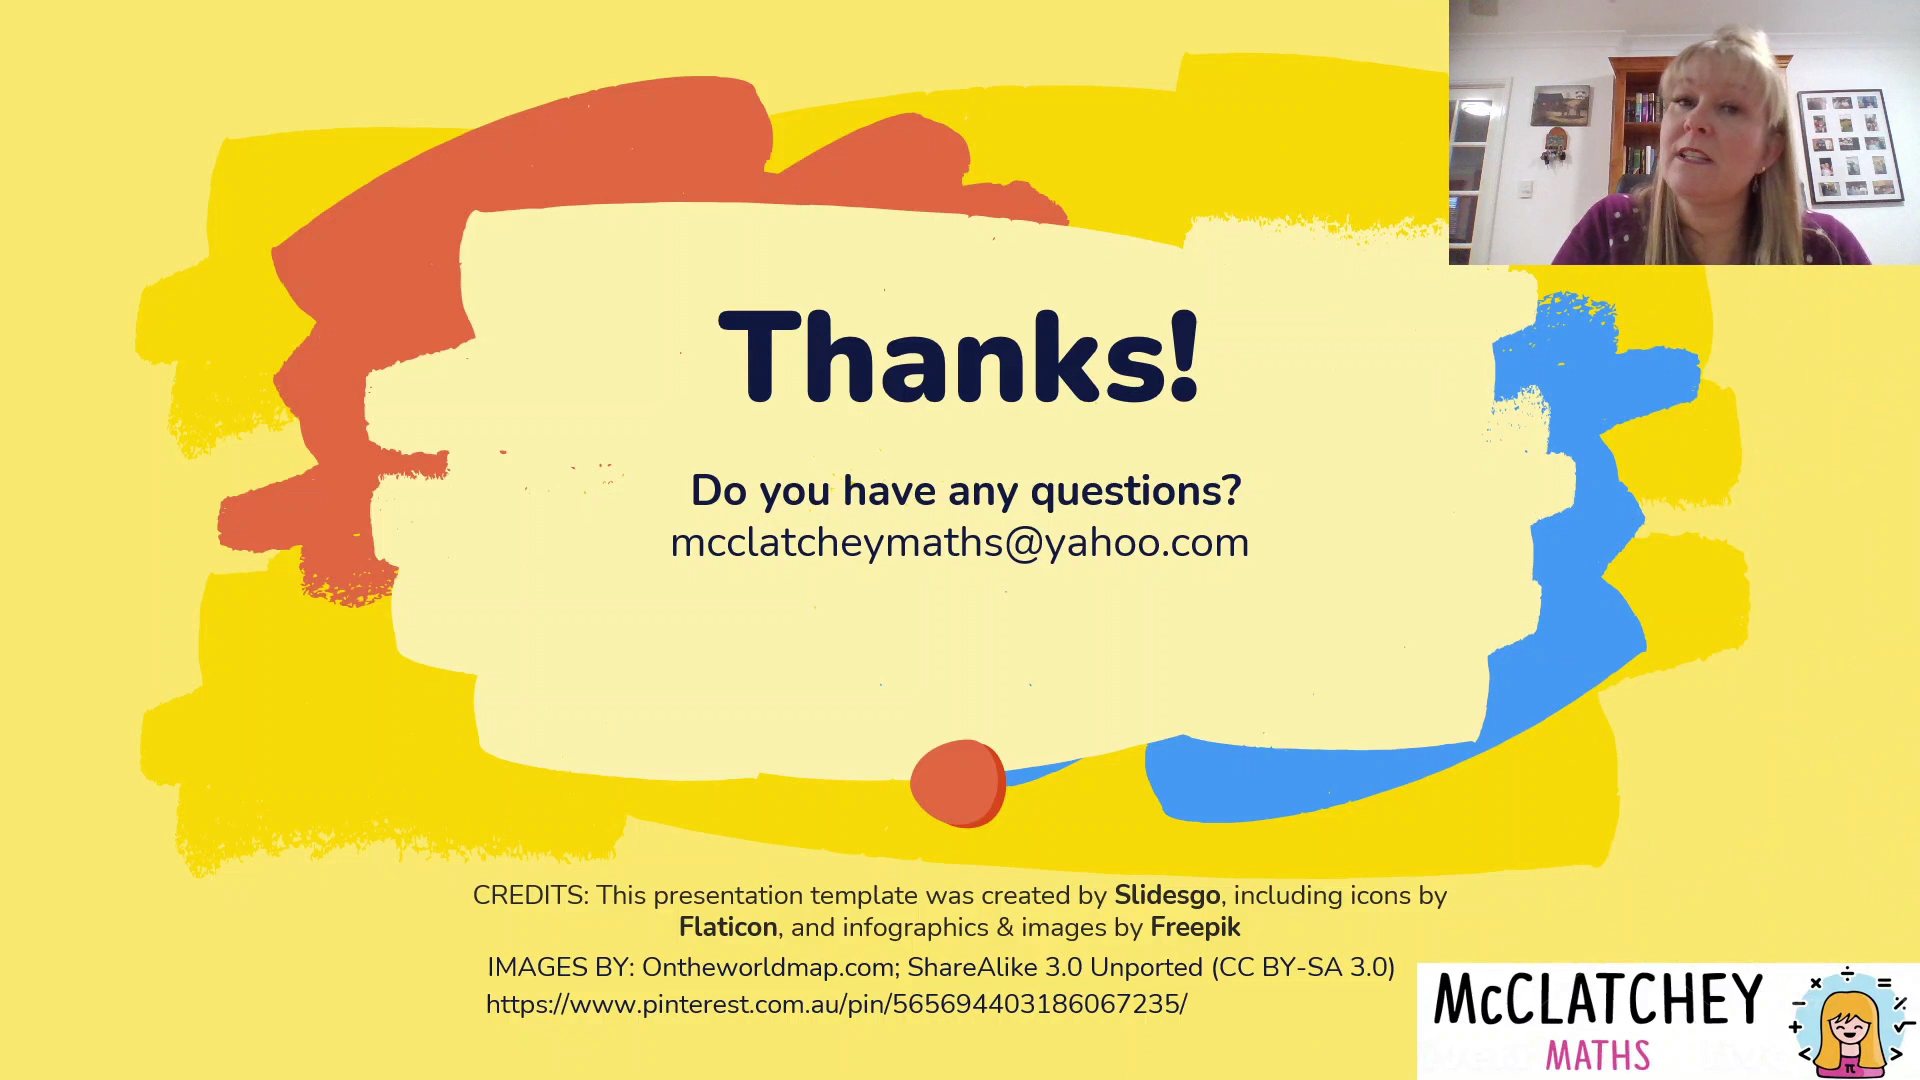 Thanks!
Do you have any questions?
mcclatcheymaths@yahoo.com
CREDITS: This presentation template was created by Slidesgo, including icons by
Flaticon, and infographics & images by Freepik
IMAGES BY: Ontheworldmap.com; ShareAlike 3.0 Unported (CC BY-SA 3.0)
https://www.pinterest.com.au/pin/565694403186067235/
McCLATCHEY
MATHS
π